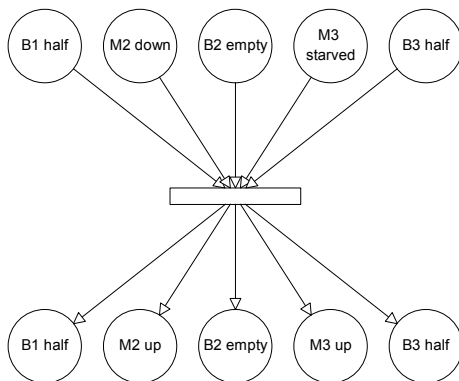 B1 half
M2 down
B2 empty
M3
starved
B3 half
B1 half
M2 up
B2 empty
M3 up
B3 half